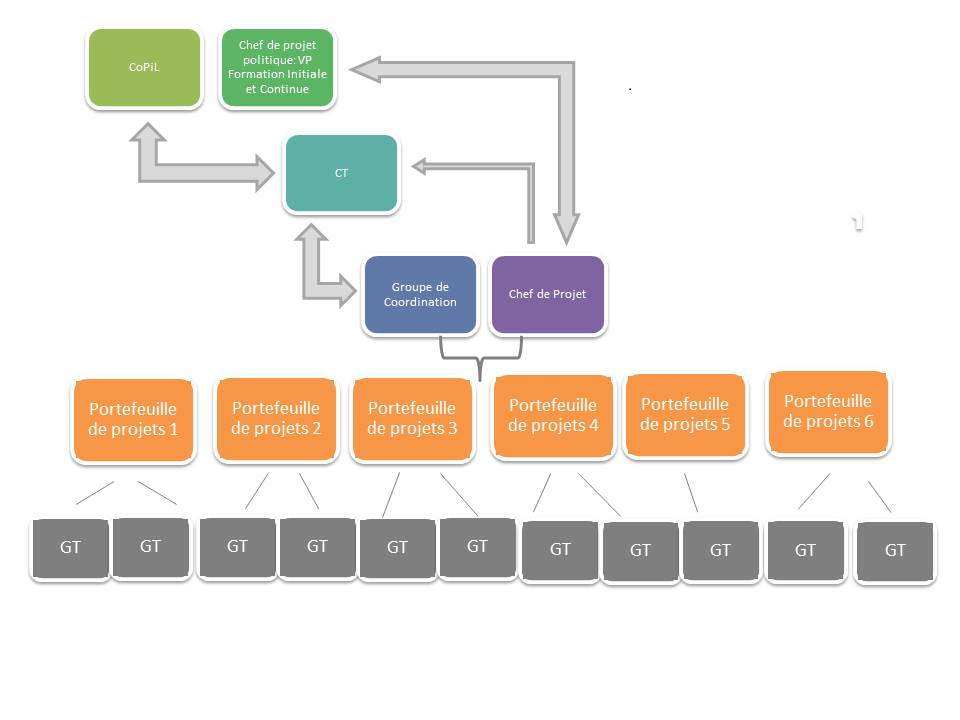 CoPiL
Chef de projet
politique: VP
Formation Initiale
et Continue
.
CT
1
Groupe de
Coordination
Chef de Projet
Portefeuille
de projets 1
Portefeuille
de projets 2
Portefeuille
de projets 3
Portefeuille
de projets 4
Portefeuille
de projets 5
Portefeuille
de projets 6
GT
GT
GT
GT
GT
GT
GT
GT
GT
GT
GT